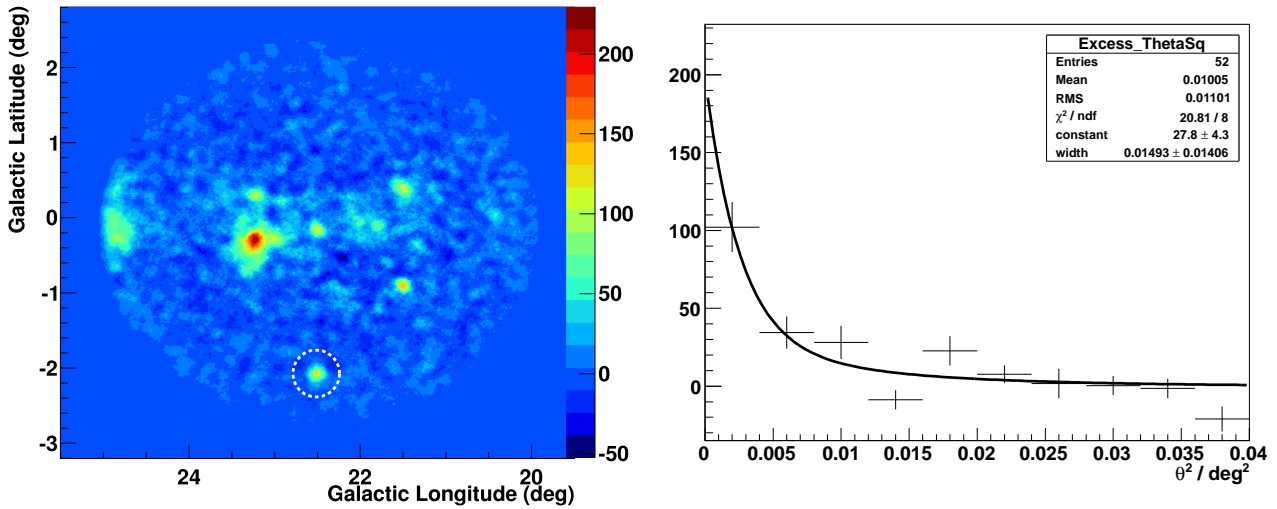 Galactic Latitude (deg)
2
1
0
-1
-2
-3
24
22
20
Galactic Longitude (deg)
200
150
100
50
0
-50
200
150
100
50
0
0
0.005
0.01
0.015
0.02
0.025
0.03
0.035
0.04
θ² / deg²
Excess_ThetaSq
Entries 52
Mean 0.01005
RMS 0.01101
χ² / ndf 20.81 / 8
constant 27.8 ± 4.3
width 0.01493 ± 0.01406